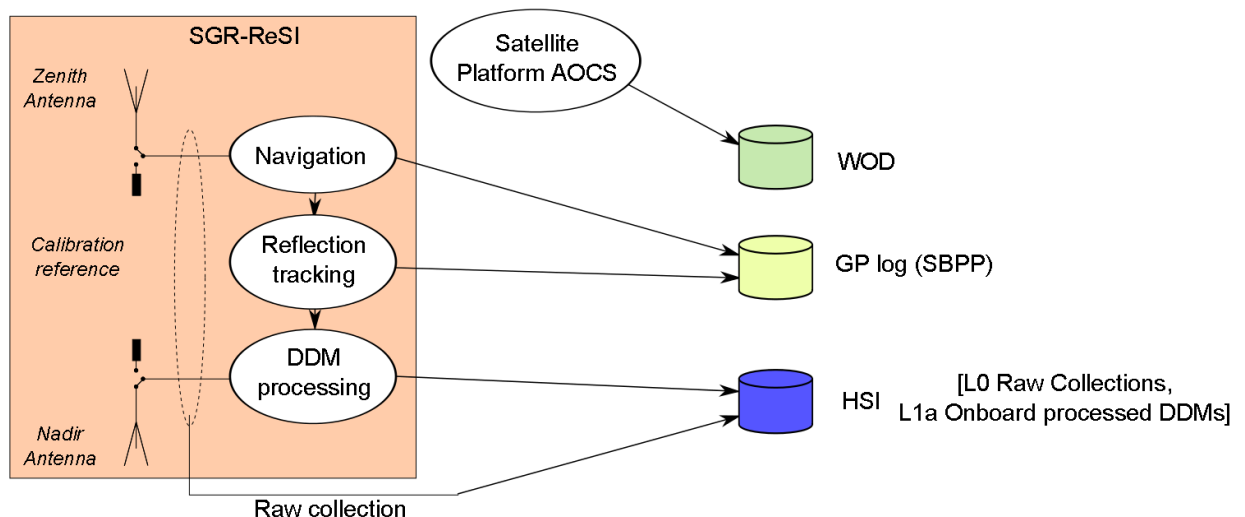 SGR-ReSI
Satellite
Platform AOCS
Zenith
Antenna
Navigation
WOD
Calibration
reference
Reflection
tracking
GP log (SBPP)
DDM
processing
HSI
[L0 Raw Collections,
L1a Onboard processed DDMs]
Nadir
Antenna
Raw collection